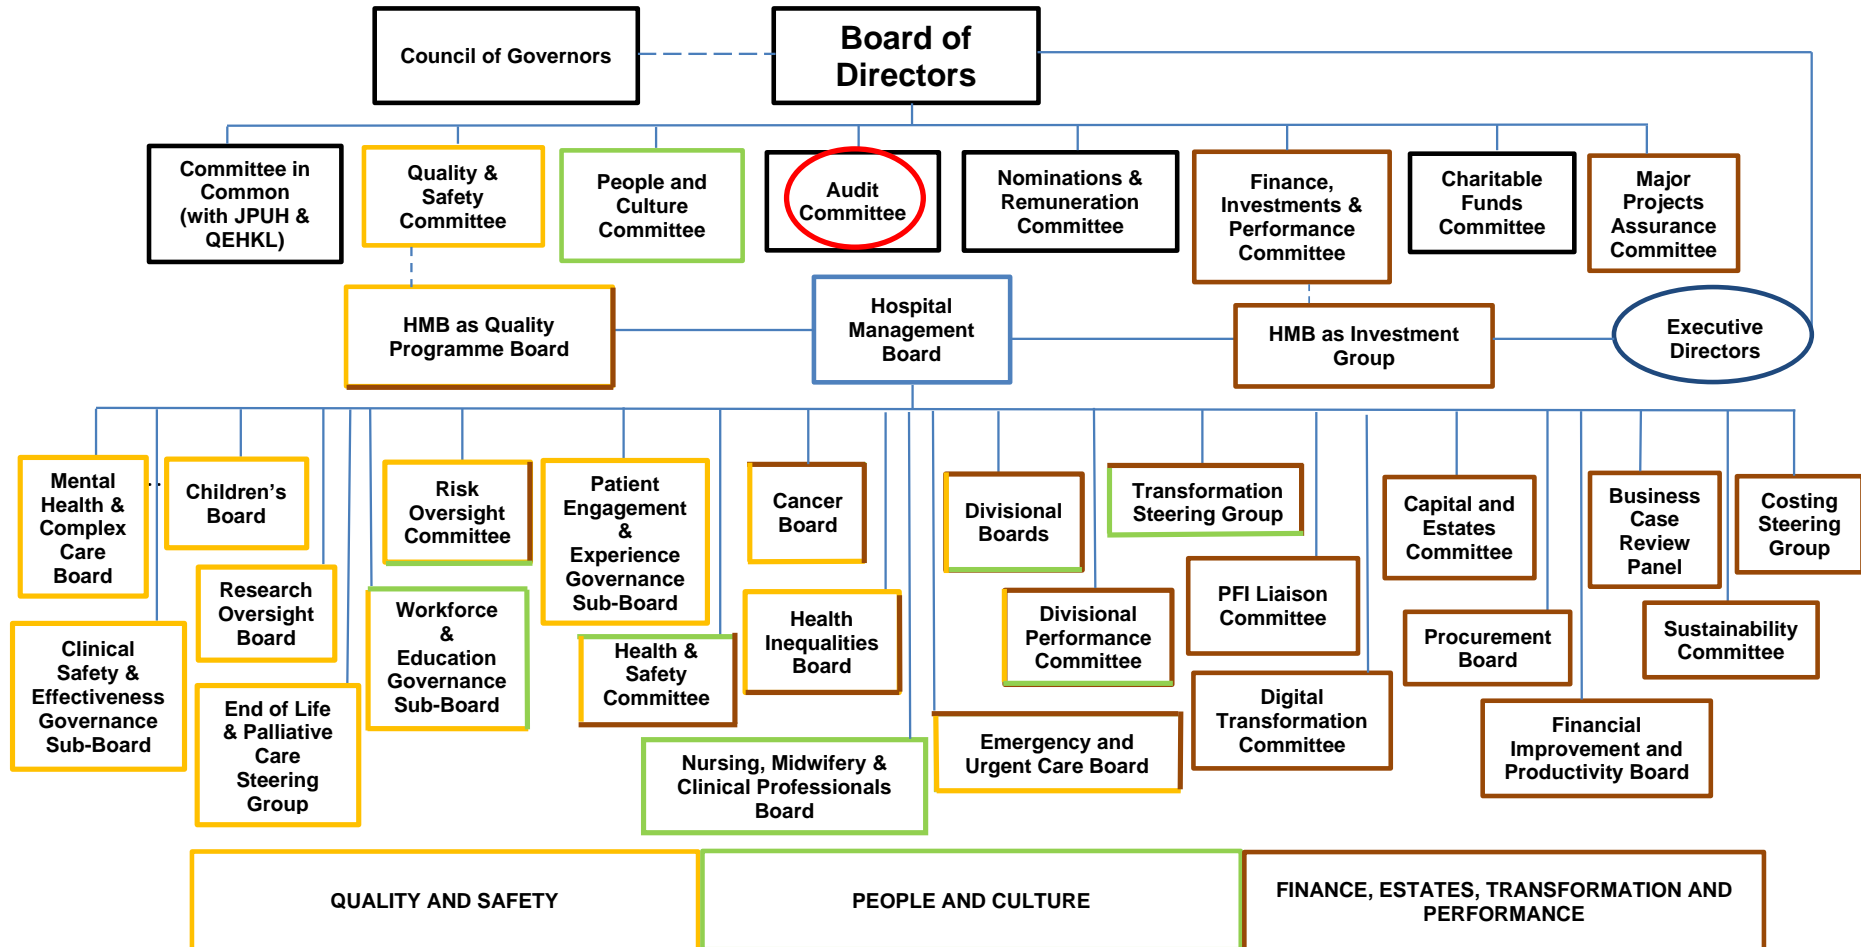 Council of Governors
Board of
Directors
Committee in
Common
(with JPUH &
QEHKL)
Quality &
Safety
Committee
People and
Culture
Committee
Audit
Committee
Nominations &
Remuneration
Committee
Finance,
Investments &
Performance
Committee
Charitable
Funds
Committee
Major
Projects
Assurance
Committee
HMB as Quality
Programme Board
Hospital
Management
Board
HMB as Investment
Group
Executive
Directors
Mental
Health &
Complex
Care
Board
..
Children’s
Board
Risk
Oversight
Committee
Patient
Engagement
&
Experience
Governance
Sub-Board
Cancer
Board
Divisional
Boards
Transformation
Steering Group
Capital and
Estates
Committee
Business
Case
Review
Panel
Costing
Steering
Group
Research
Oversight
Board
Workforce
&
Education
Governance
Sub-Board
Health
Inequalities
Board
Divisional
Performance
Committee
PFI Liaison
Committee
Procurement
Board
Sustainability
Committee
Clinical
Safety &
Effectiveness
Governance
Sub-Board
End of Life
& Palliative
Care
Steering
Group
Health &
Safety
Committee
Nursing, Midwifery &
Clinical Professionals
Board
Emergency and
Urgent Care Board
Digital
Transformation
Committee
Financial
Improvement and
Productivity Board
QUALITY AND SAFETY
PEOPLE AND CULTURE
FINANCE, ESTATES, TRANSFORMATION AND
PERFORMANCE